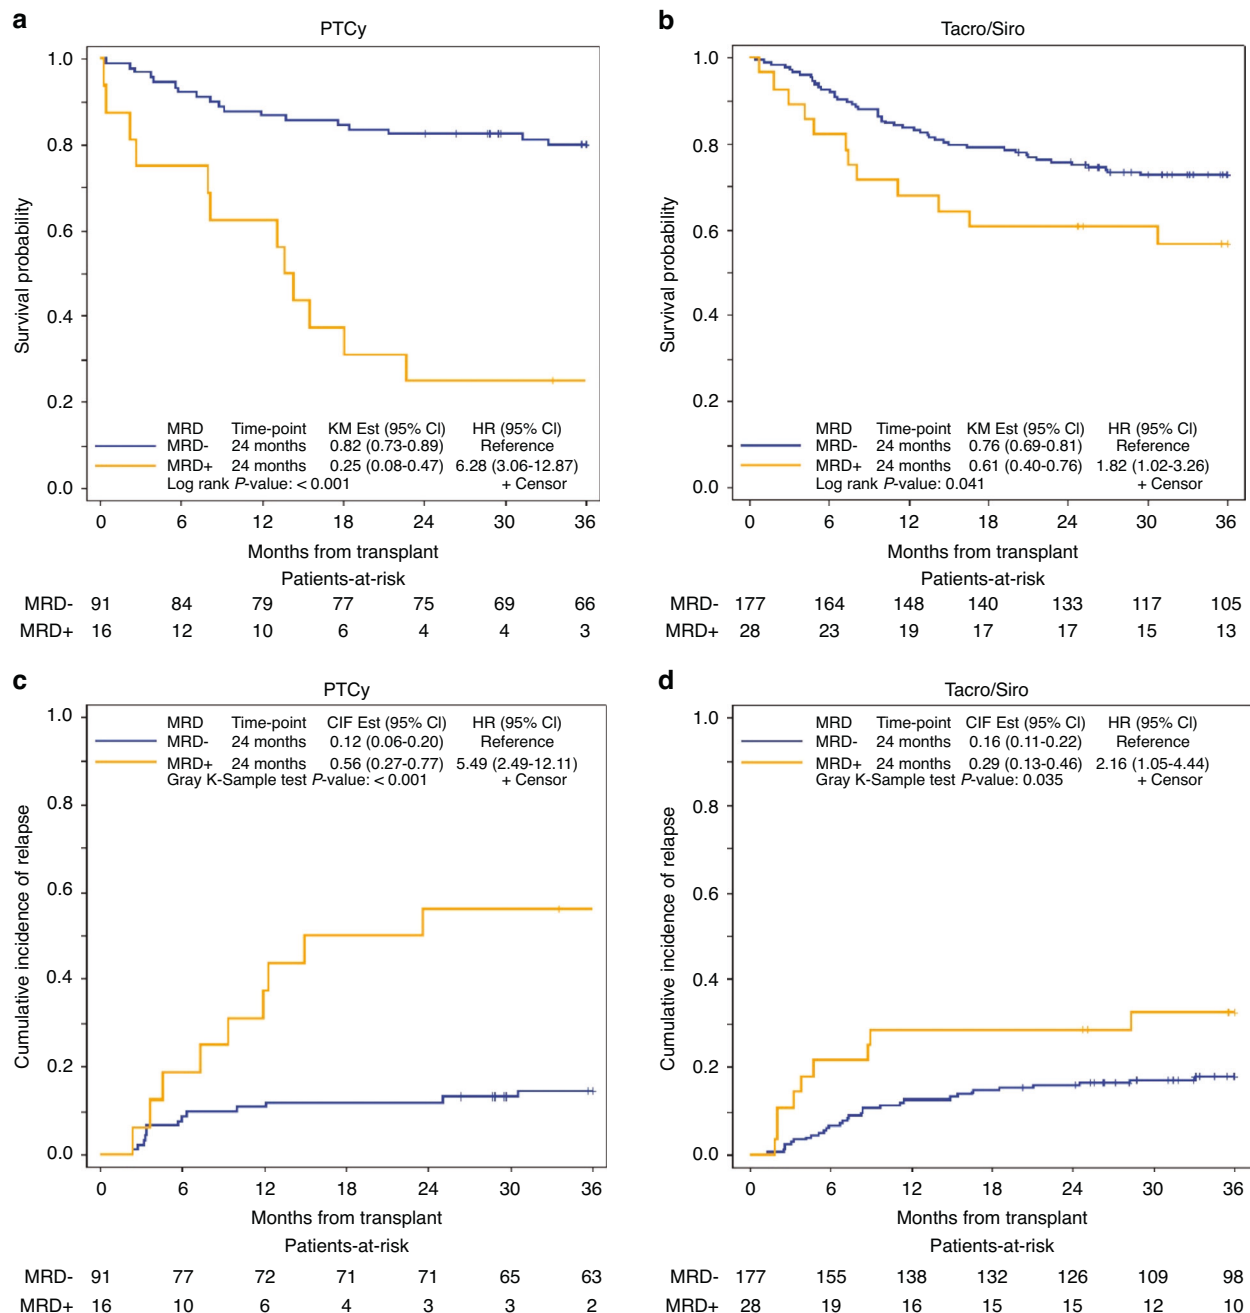 a
PTCy
1.0
0.8
0.6
0.4
0.2
0.0
Survival probability
MRD Time-point KM Est (95% CI) HR (95% CI)
MRD- 24 months 0.82 (0.73-0.89) Reference
MRD+ 24 months 0.25 (0.08-0.47) 6.28 (3.06-12.87)
Log rank P-value: < 0.001 + Censor
0 6 12 18 24 30 36
Months from transplant
Patients-at-risk
MRD- 91 84 79 77 75 69 66
MRD+ 16 12 10 6 4 4 3
b
Tacro/Siro
1.0
0.8
0.6
0.4
0.2
0.0
Survival probability
MRD Time-point KM Est (95% CI) HR (95% CI)
MRD- 24 months 0.76 (0.69-0.81) Reference
MRD+ 24 months 0.61 (0.40-0.76) 1.82 (1.02-3.26)
Log rank P-value: 0.041 + Censor
0 6 12 18 24 30 36
Months from transplant
Patients-at-risk
MRD- 177 164 148 140 133 117 105
MRD+ 28 23 19 17 17 15 13
c
PTCy
1.0
0.8
0.6
0.4
0.2
0.0
Cumulative incidence of relapse
MRD Time-point CIF Est (95% CI) HR (95% CI)
MRD- 24 months 0.12 (0.06-0.20) Reference
MRD+ 24 months 0.56 (0.27-0.77) 5.49 (2.49-12.11)
Gray K-Sample test P-value: < 0.001 + Censor
0 6 12 18 24 30 36
Months from transplant
Patients-at-risk
MRD- 91 77 72 71 71 65 63
MRD+ 16 10 6 4 3 3 2
d
Tacro/Siro
1.0
0.8
0.6
0.4
0.2
0.0
Cumulative incidence of relapse
MRD Time-point CIF Est (95% CI) HR (95% CI)
MRD- 24 months 0.16 (0.11-0.22) Reference
MRD+ 24 months 0.29 (0.13-0.46) 2.16 (1.05-4.44)
Gray K-Sample test P-value: 0.035 + Censor
0 6 12 18 24 30 36
Months from transplant
Patients-at-risk
MRD- 177 155 138 132 126 109 98
MRD+ 28 19 16 15 15 12 10